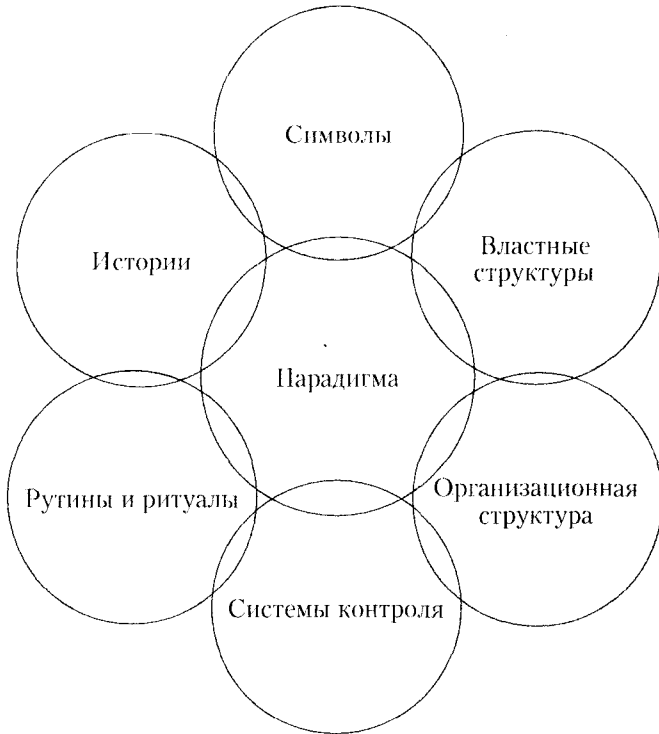 Символы
Истории
Властные
структуры
Парадигма
Рутины и ритуалы
Организационная
структура
Системы контроля